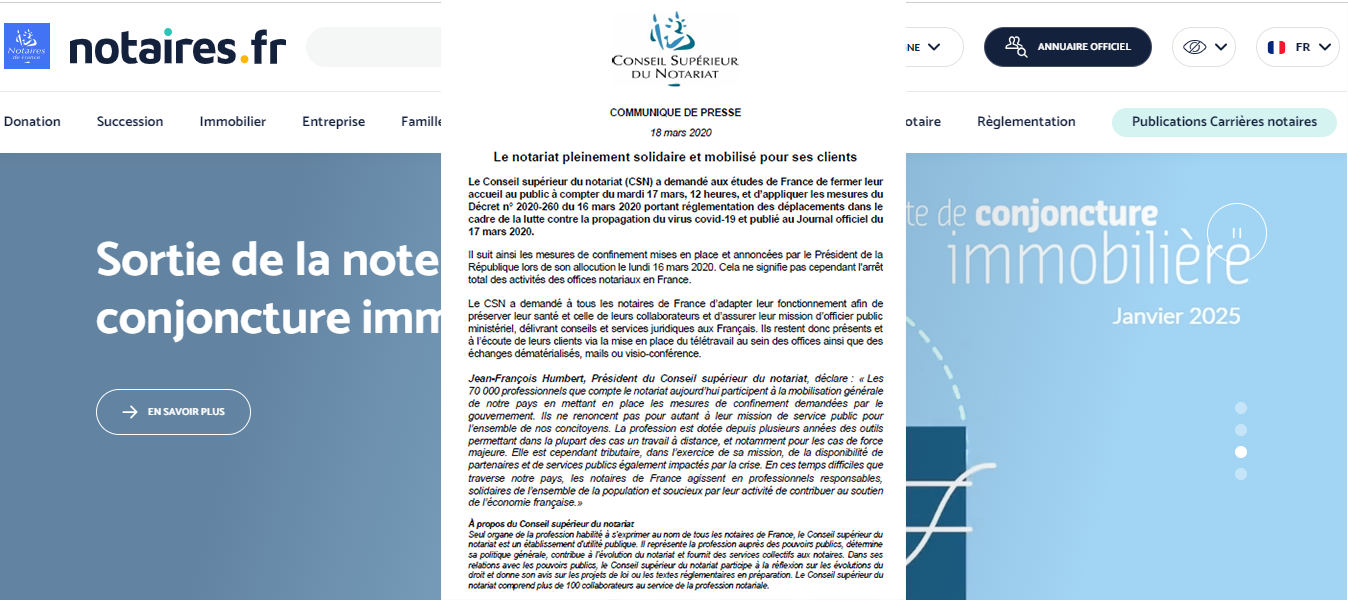 Notaires
de France
notaires.fr
NE
ANNUAIRE OFFICIEL
FR
Donation
Succession
Immobilier
Entreprise
Famille
otaire
Règlementation
Publications Carrières notaires
Sortie de la note
conjoncture imm
EN SAVOIR PLUS
CONSEIL SUPÉRIEUR
DU NOTARIAT
COMMUNIQUE DE PRESSE
18 mars 2020
Le notariat pleinement solidaire et mobilisé pour ses clients
Le Conseil supérieur du notariat (CSN) a demandé aux études de France de fermer leur
accueil au public à compter du mardi 17 mars, 12 heures, et d'appliquer les mesures du
Décret n° 2020-260 du 16 mars 2020 portant réglementation des déplacements dans le
cadre de la lutte contre la propagation du virus covid-19 et publié au Journal officiel du
17 mars 2020.
Il suit ainsi les mesures de confinement mises en place et annoncées par le Président de la
République lors de son allocution le lundi 16 mars 2020. Cela ne signifie pas cependant l'arrêt
total des activités des offices notariaux en France.
Le CSN a demandé à tous les notaires de France d'adapter leur fonctionnement afin de
préserver leur santé et celle de leurs collaborateurs et d'assurer leur mission d'officier public
ministériel, délivrant conseils et services juridiques aux Français. Ils restent donc présents et
à l'écoute de leurs clients via la mise en place du télétravail au sein des offices ainsi que des
échanges dématérialisés, mails ou visio-conférence.
Jean-François Humbert, Président du Conseil supérieur du notariat, déclare : « Les
70 000 professionnels que compte le notariat aujourd'hui participent à la mobilisation générale
de notre pays en mettant en place les mesures de confinement demandées par le
gouvernement. Ils ne renoncent pas pour autant à leur mission de service public pour
l'ensemble de nos concitoyens. La profession est dotée depuis plusieurs années des outils
permettant dans la plupart des cas un travail à distance, et notamment pour les cas de force
majeure. Elle est cependant tributaire, dans l'exercice de sa mission, de la disponibilité de
partenaires et de services publics également impactés par la crise. En ces temps difficiles que
traverse notre pays, les notaires de France agissent en professionnels responsables,
solidaires de l'ensemble de la population et soucieux par leur activité de contribuer au soutien
de l'économie française.»
À propos du Conseil supérieur du notariat
Seul organe de la profession habilité à s'exprimer au nom de tous les notaires de France, le Conseil supérieur du
notariat est un établissement d'utilité publique. Il représente la profession auprès des pouvoirs publics, détermine
sa politique générale, contribue à l'évolution du notariat et fournit des services collectifs aux notaires. Dans ses
relations avec les pouvoirs publics, le Conseil supérieur du notariat participe à la réflexion sur les évolutions du
droit et donne son avis sur les projets de loi ou les textes réglementaires en préparation. Le Conseil supérieur du
notariat comprend plus de 100 collaborateurs au service de la profession notariale.
te de conjoncture
immobilière
Janvier 2025